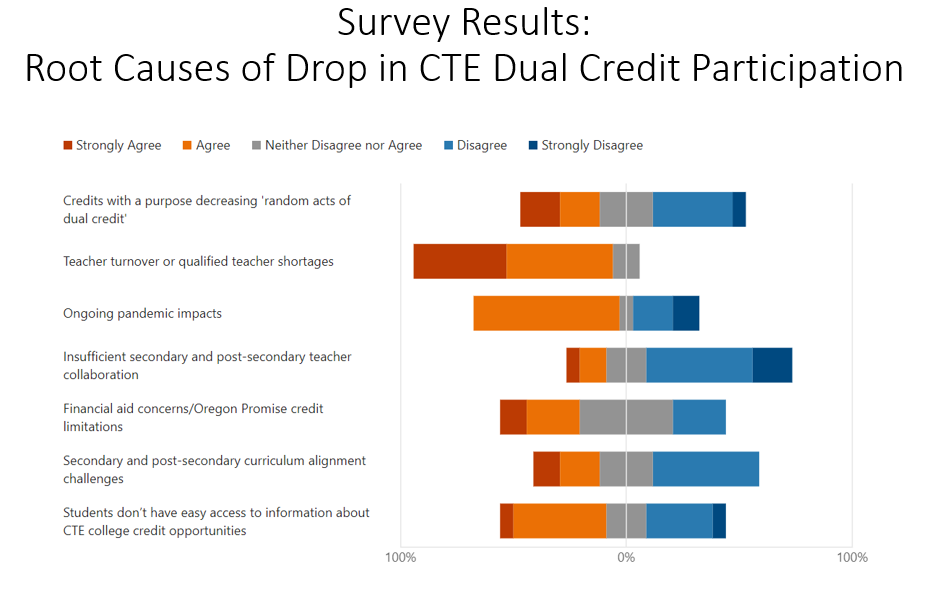 Survey Results:
Root Causes of Drop in CTE Dual Credit Participation
Strongly Agree Agree Neither Disagree nor Agree Disagree Strongly Disagree
Credits with a purpose decreasing 'random acts of
dual credit'
Teacher turnover or qualified teacher shortages
Ongoing pandemic impacts
Insufficient secondary and post-secondary teacher
collaboration
Financial aid concerns/Oregon Promise credit
limitations
Secondary and post-secondary curriculum alignment
challenges
Students don't have easy access to information about
CTE college credit opportunities
100% 0% 100%